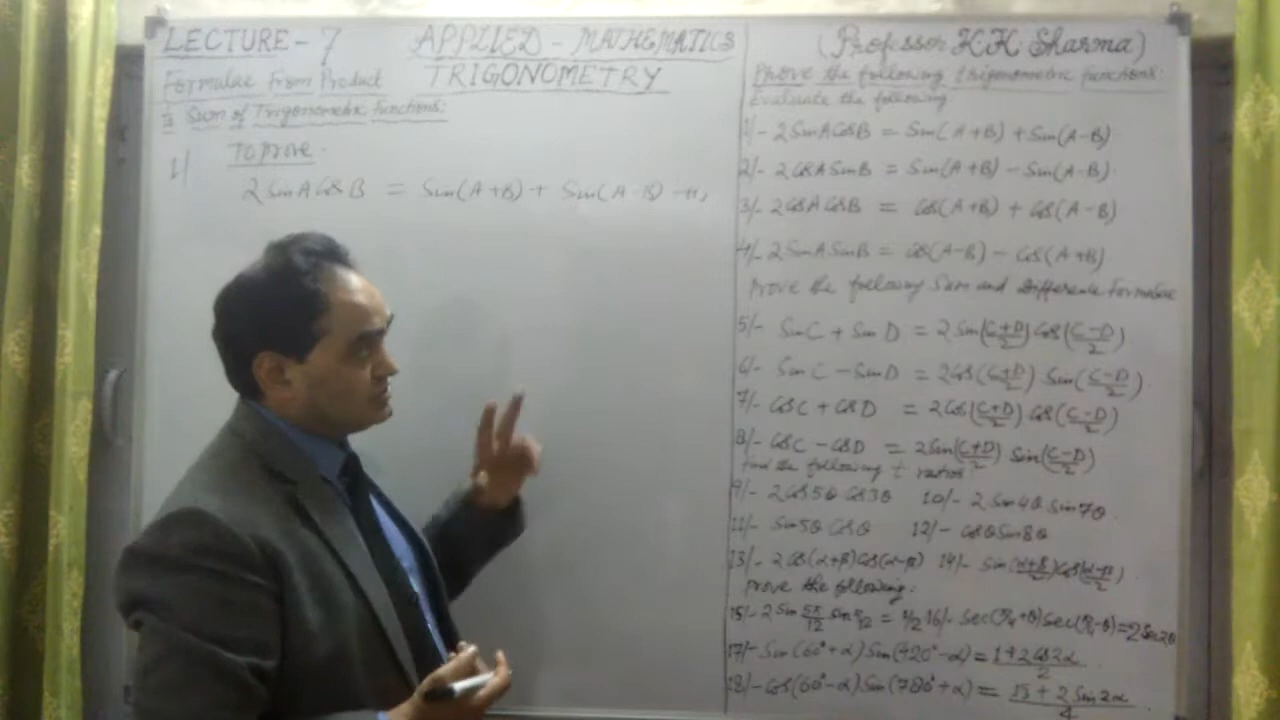 LECTURE - 7 APPLIED - MATHEMATICS
Formulae From Product TRIGONOMETRY
To Sum of Trigonometric functions:
1/ To prove.
2 Sin A Cos B = Sin(A+B) + Sin(A-B)
(Professor K.K Sharma)
Prove the following trigonometric functions:
Evaluate the following
1/- 2 Sin A Cos B = Sin(A+B) + Sin(A-B)
2/- 2 Cos A Sin B = Sin(A+B) - Sin(A-B).
3/- 2 Cos A Cos B = Cos(A+B) + Cos(A-B)
4/- 2 Sin A Sin B = Cos(A-B) - Cos(A+B)
Prove the following Sum and Difference Formulae
5/- Sin C + Sin D = 2 Sin(C+D/2) Cos(C-D/2)
6/- Sin C - Sin D = 2 Cos(C+D/2) Sin(C-D/2).
7/- Cos C + Cos D = 2 Cos(C+D/2) Cos(C-D/2)
8/- Cos C - Cos D = 2 Sin(C+D/2) Sin(C-D/2)
find the following t ratios
9/- 2 Cos 5θ Cos 3θ 10/- 2 Sin 4θ Sin 7θ.
11/- Sin 5θ Cos θ 12/- Cos θ Sin 8θ
13/- 2 Cos(α+β) Cos(α-β) 14/- Sin(α+β/2) Cos(α-β/2)
Prove the following:
15/- 2 Sin 5π/12 Sin π/12 = 1/2 16/- Sec(π/4+θ) Sec(π/4-θ) = 2 Sec 2θ
17/- Sin(60°+α) Sin(420°-α) = 1+2 Cos 2α/2
18/- Cos(60°-α) Sin(780°+α) = √3 + 2 Sin 2α/4